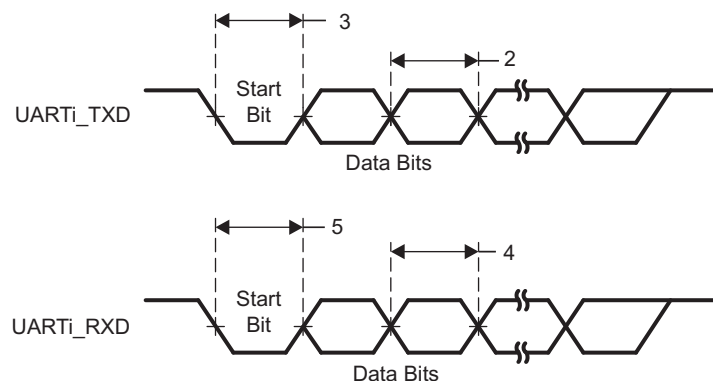 3
2
Start
Bit
UARTi_TXD
Data Bits
5
4
Start
Bit
UARTi_RXD
Data Bits